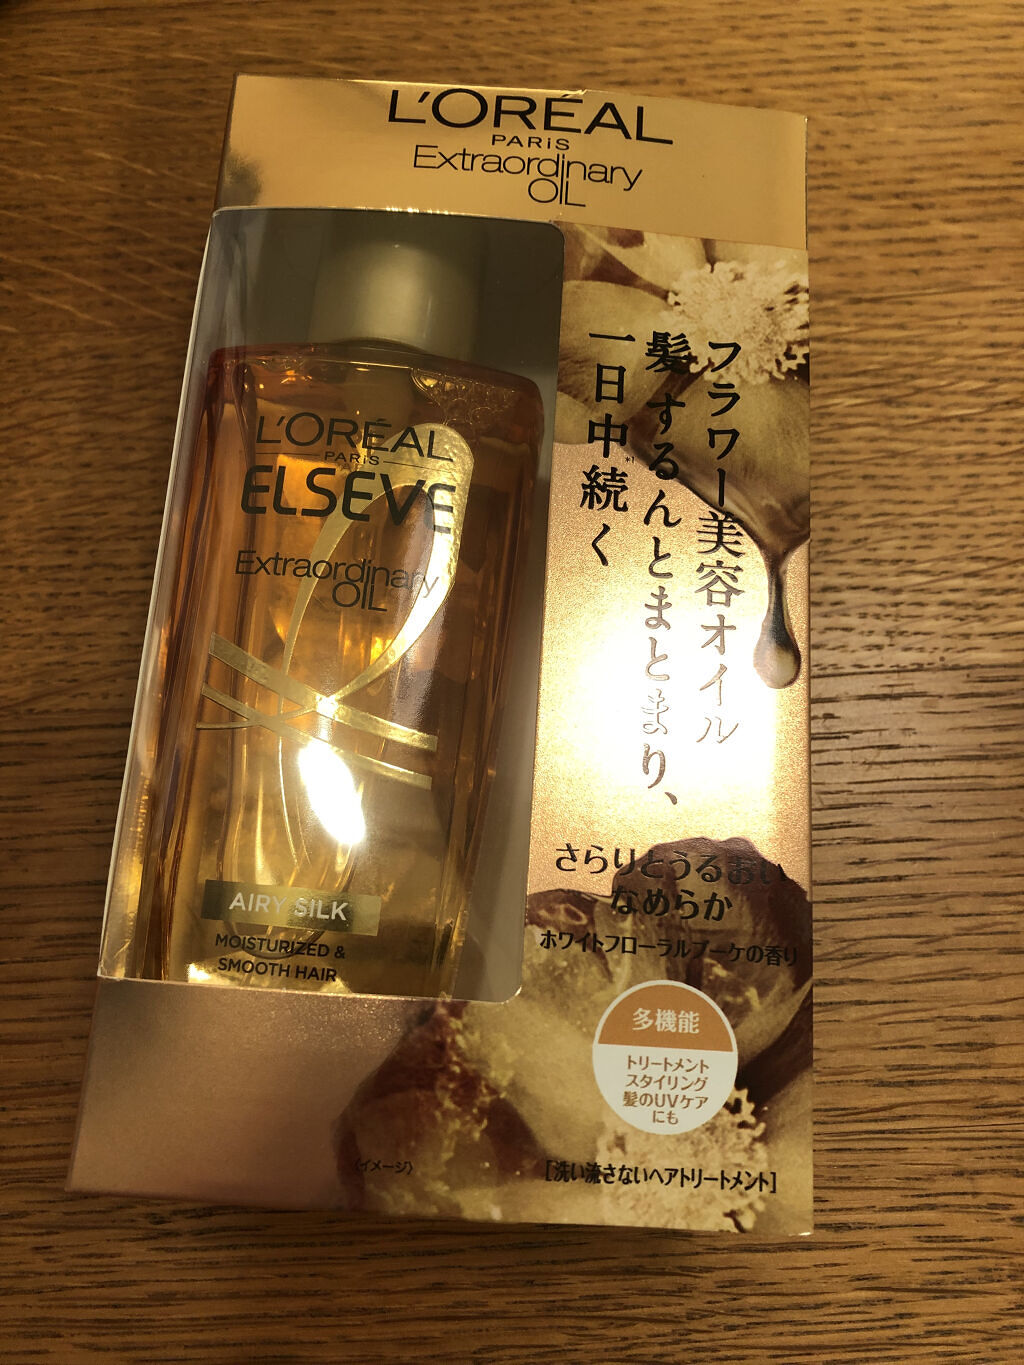 L'ORÉAL
PARiS
Extraordinary
OIL
L'ORÉAL
PARiS
ELSEVE
Extraordinary
OIL
AIRY SILK
MOISTURIZED &
SMOOTH HAIR
フラワー美容オイル
髪するんとまとまり、
一日中*¹続く
さらりとうるおい
なめらか
ホワイトフローラルブーケの香り
多機能
トリートメント
スタイリング
髪のUVケア
にも
〈イメージ〉
[洗い流さないヘアトリートメント]